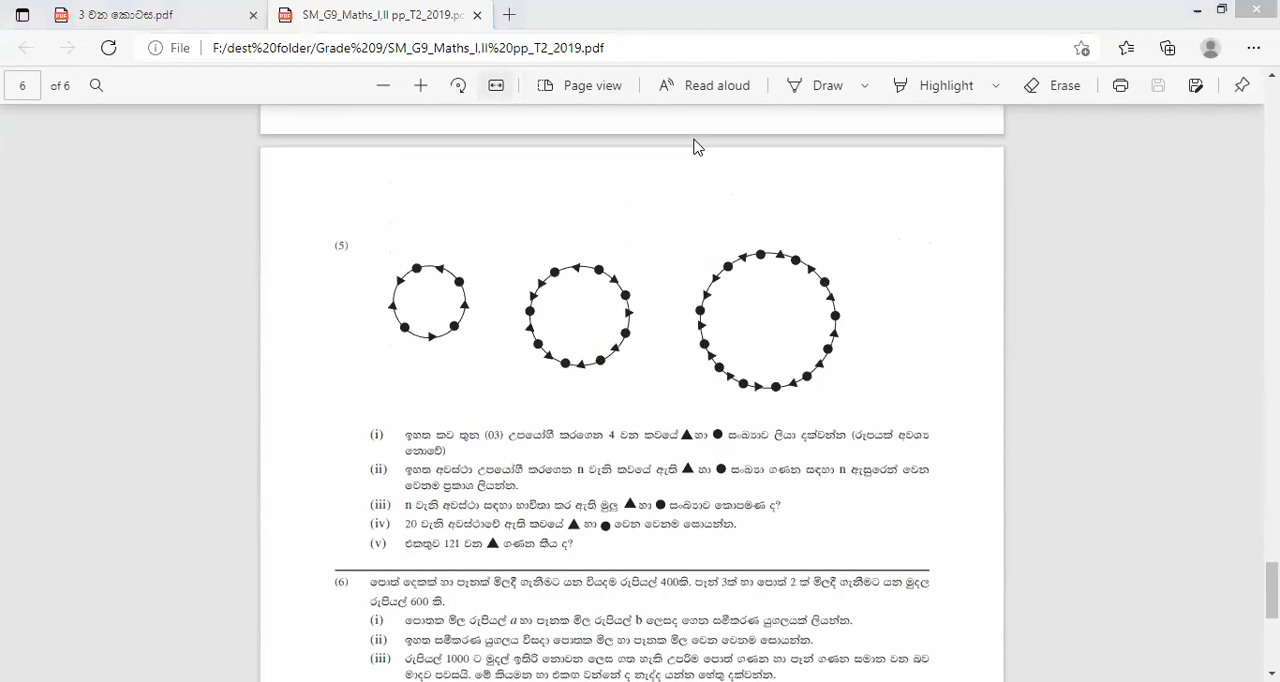 3 වන කොටස.pdf
SM_G9_Maths_I,II pp_T2_2019.pdf
File
F:/dest%20folder/Grade%209/SM_G9_Maths_I,II%20pp_T2_2019.pdf
6 of 6
Page view
Read aloud
Draw
Highlight
Erase
(5)
(i) ඉහත කව තුන (03) උපයෝගී කරගෙන 4 වන කවයේ ▲හා ● සංඛ්‍යාව ලියා දක්වන්න (රූපයක් අවශ්‍ය
නොවේ)
(ii) ඉහත අවස්ථා උපයෝගී කරගෙන n වැනි කවයේ ඇති ▲ හා ● සංඛ්‍යා ගණන සඳහා n ඇසුරෙන් වෙන
වෙනම ප්‍රකාශ ලියන්න.
(iii) n වැනි අවස්ථා සඳහා භාවිතා කර ඇති මුලු ▲හා ● සංඛ්‍යාව කොපමණ ද?
(iv) 20 වැනි අවස්ථාවේ ඇති කවයේ ▲ හා ● වෙන වෙනම සොයන්න.
(v) එකතුව 121 වන ▲ ගණන කීය ද?
(6) පොත් දෙකක් හා පෑනක් මිලදී ගැනීමට යන වියදම රුපියල් 400කි. පෑන් 3ක් හා පොත් 2 ක් මිලදී ගැනීමට යන මුදල
රුපියල් 600 කි.
(i) පොතක මිල රුපියල් a හා පෑනක මිල රුපියල් b ලෙසද ගෙන සමීකරණ යුගලයක් ලියන්න.
(ii) ඉහත සමීකරණ යුගලය විසඳා පොතක මිල හා පෑනක මිල වෙන වෙනම සොයන්න.
(iii) රුපියල් 1000 ට මුදල් ඉතිරි නොවන ලෙස ගත හැකි උපරිම පොත් ගණන හා පෑන් ගණන සමාන වන බව
මාදව පවසයි. මේ කියමන හා එකඟ වන්නේ ද නැද්ද යන්න හේතු දක්වන්න.